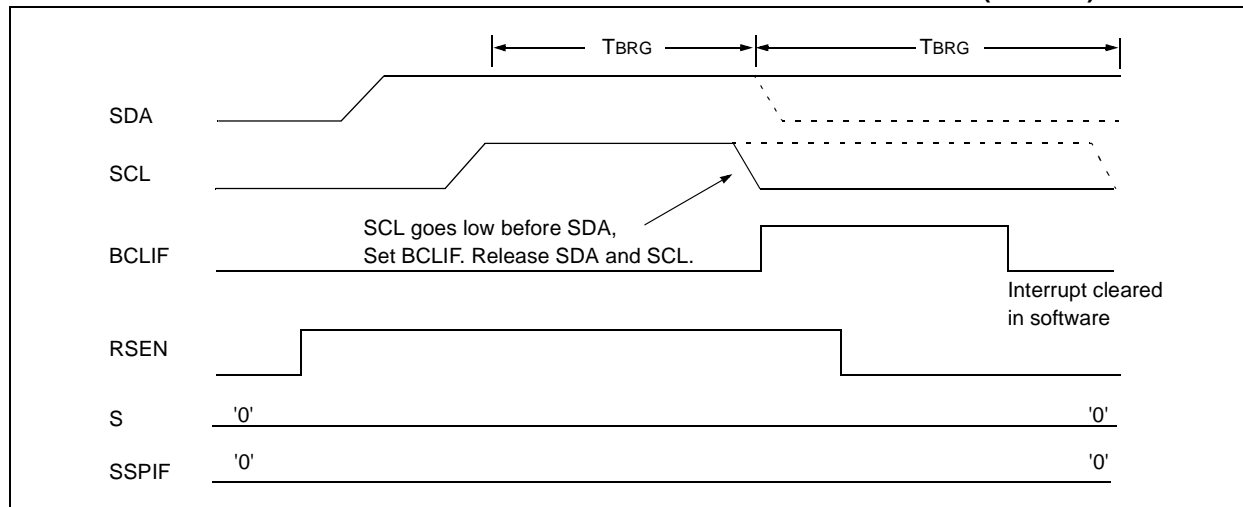 TBRG TBRG
SDA
SCL
SCL goes low before SDA,
Set BCLIF. Release SDA and SCL.
BCLIF
Interrupt cleared
in software
RSEN
S '0' '0'
SSPIF '0' '0'